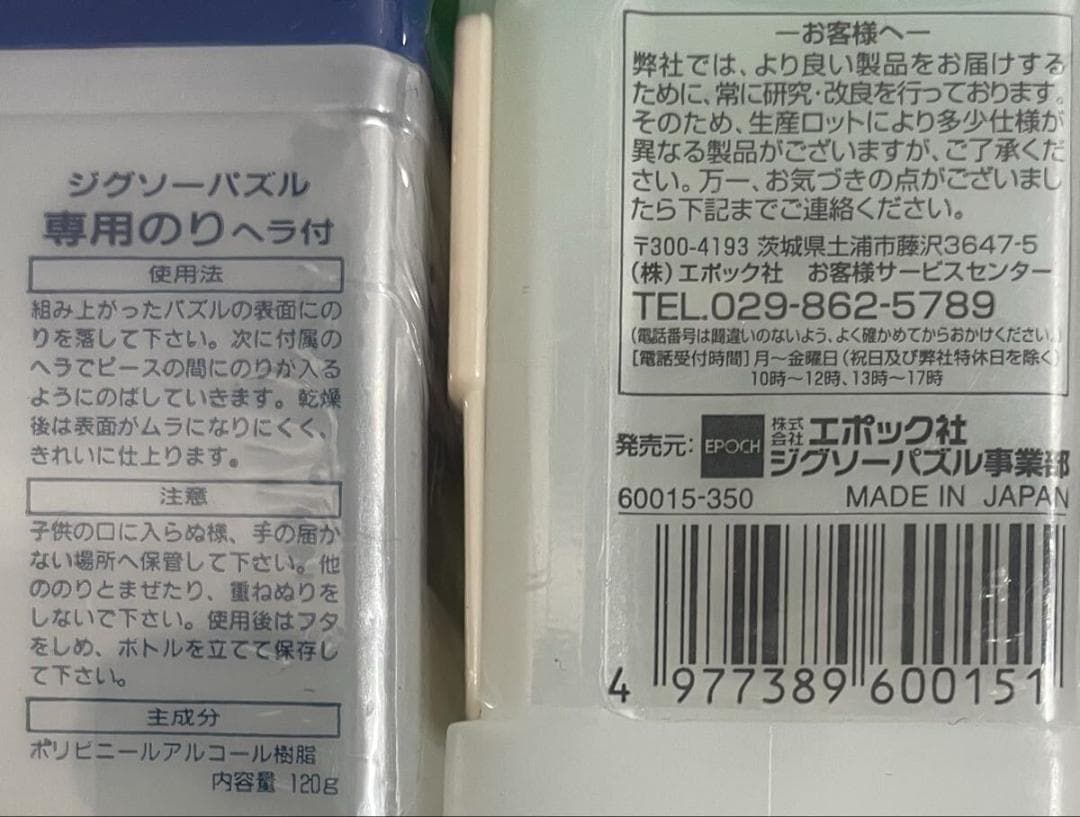 ジグソーパズル
専用のりヘラ付
使用法
組み上がったパズルの表面にの
りを落して下さい。次に付属の
ヘラでピースの間にのりが入る
ようにのばしていきます。乾燥
後は表面がムラになりにくく、
きれいに仕上ります。
注意
子供の口に入らぬ様、手の届か
ない場所へ保管して下さい。他
ののりとまぜたり、重ねぬりを
しないで下さい。使用後はフタ
をしめ、ボトルを立てて保存し
て下さい。
主成分
ポリビニールアルコール樹脂
内容量 120g
―お客様へ―
弊社では、より良い製品をお届けする
ために、常に研究・改良を行っております。
そのため、生産ロットにより多少仕様が
異なる製品がございますが、ご了承くだ
さい。万一、お気づきの点がございまし
たら下記までご連絡ください。
〒300-4193 茨城県土浦市藤沢3647-5
(株)エポック社 お客様サービスセンター
TEL.029-862-5789
(電話番号は間違いのないよう、よく確かめてからおかけください。)
[電話受付時間]月〜金曜日(祝日及び弊社特休日を除く)
10時〜12時、13時〜17時
発売元: EPOCH 株式会社 エポック社
ジグソーパズル事業部
60015-350 MADE IN JAPAN
4 977389 600151